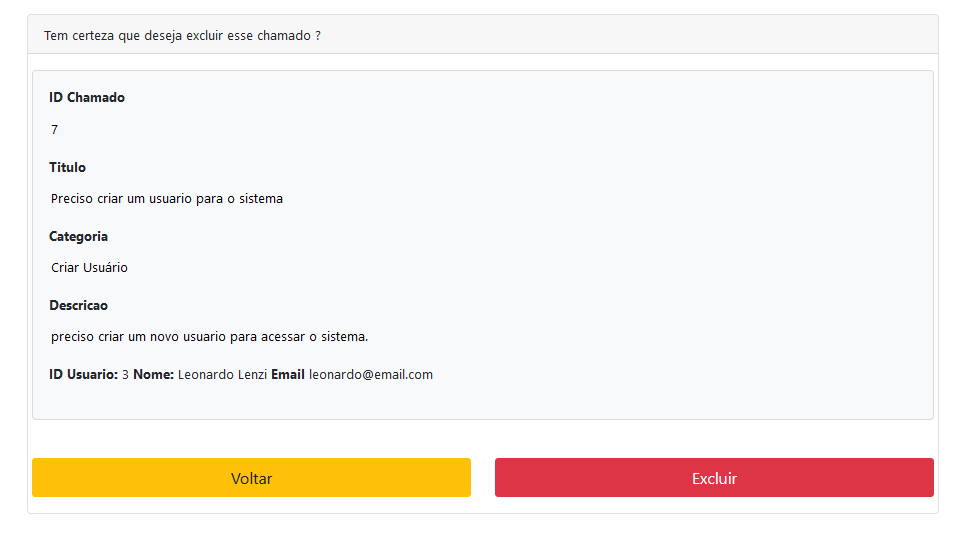 Tem certeza que deseja excluir esse chamado ?
ID Chamado
7
Titulo
Preciso criar um usuario para o sistema
Categoria
Criar Usuário
Descricao
preciso criar um novo usuario para acessar o sistema.
ID Usuario: 3 Nome: Leonardo Lenzi Email leonardo@email.com
Voltar
Excluir